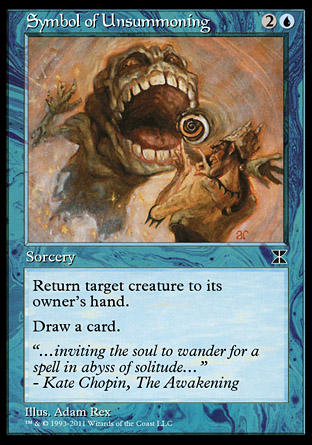 Symbol of Unsummoning 2
Sorcery
Return target creature to its
owner's hand.
Draw a card.
“...inviting the soul to wander for a
spell in abyss of solitude...”
- Kate Chopin, The Awakening
Illus. Adam Rex
™ & © 1993-2011 Wizards of the Coast LLC